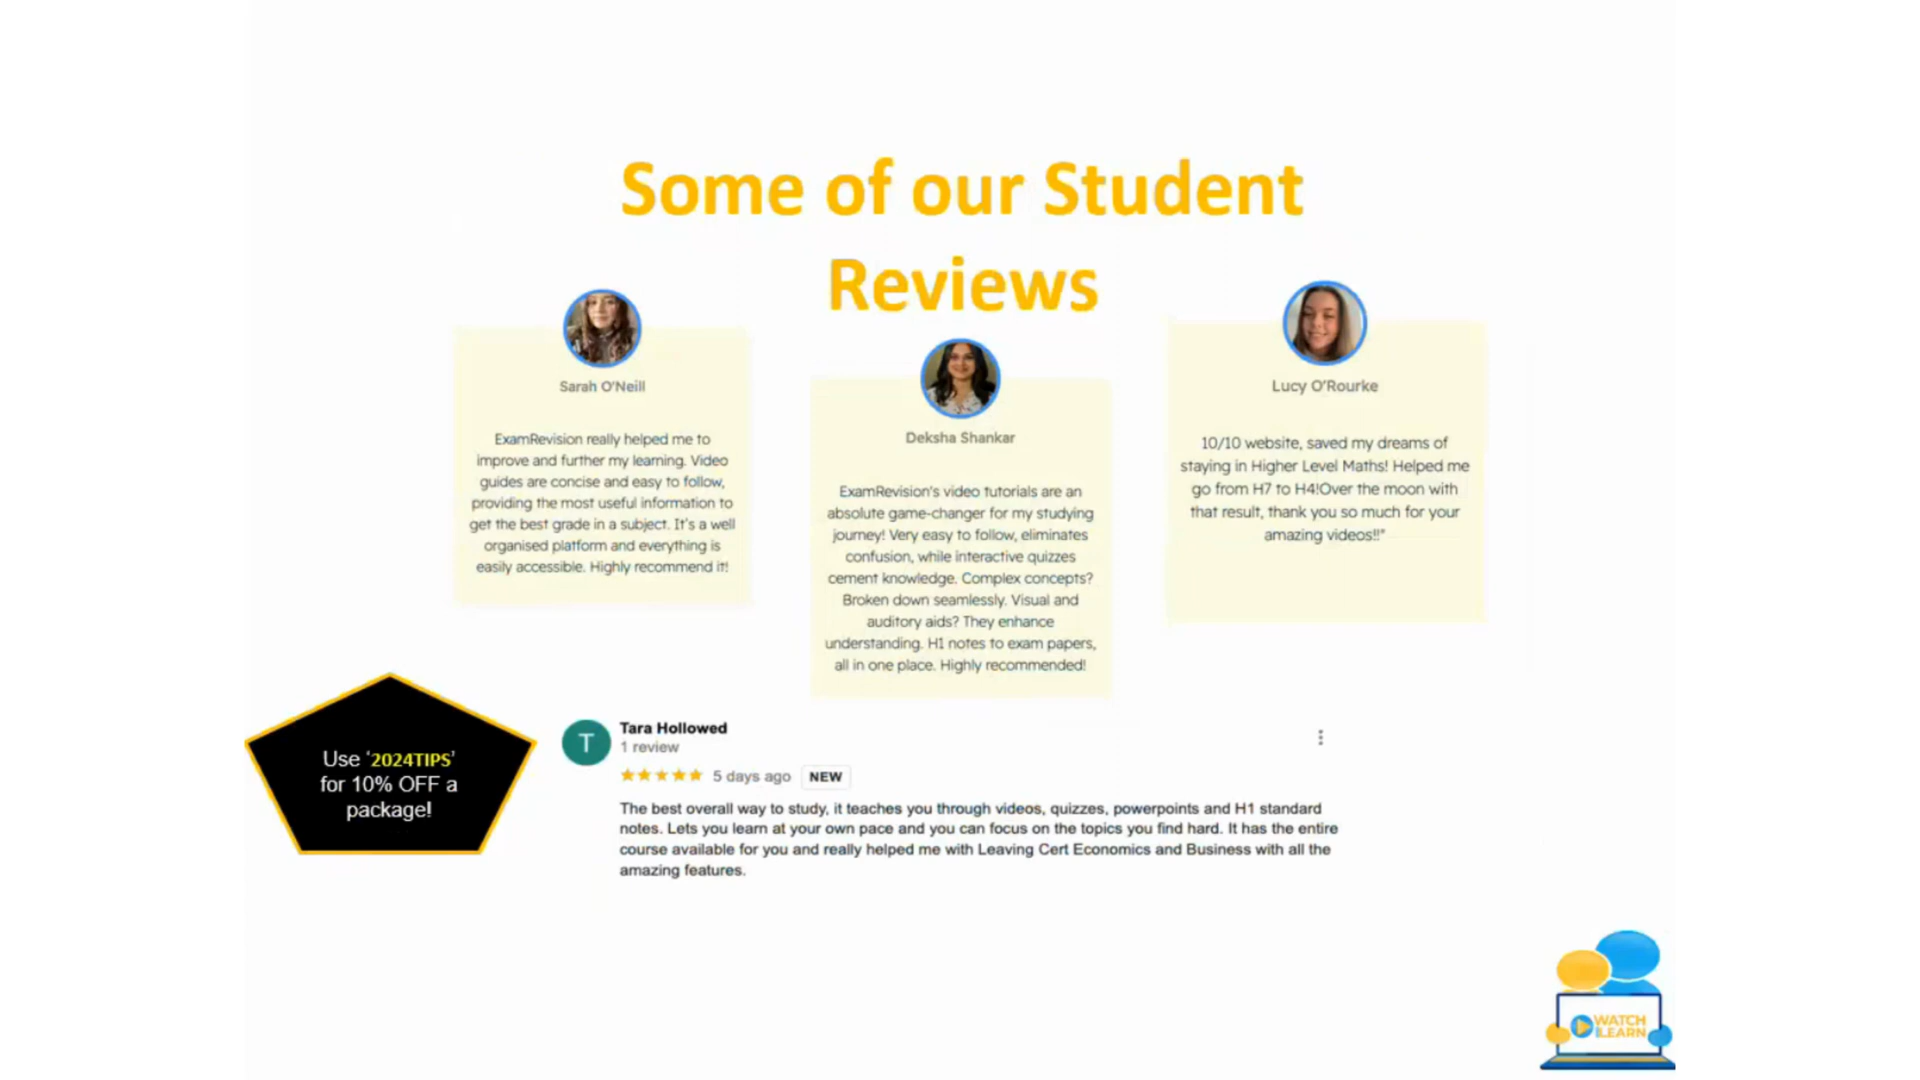 Some of our Student
Reviews
Sarah O'Neill
ExamRevision really helped me to
improve and further my learning. Video
guides are concise and easy to follow,
providing the most useful information to
get the best grade in a subject. It's a well
organised platform and everything is
easily accessible. Highly recommend it!
Deksha Shankar
ExamRevision's video tutorials are an
absolute game-changer for my studying
journey! Very easy to follow, eliminates
confusion, while interactive quizzes
cement knowledge. Complex concepts?
Broken down seamlessly. Visual and
auditory aids? They enhance
understanding. H1 notes to exam papers,
all in one place. Highly recommended!
Lucy O'Rourke
10/10 website, saved my dreams of
staying in Higher Level Maths! Helped me
go from H7 to H4!Over the moon with
that result, thank you so much for your
amazing videos!!"
Use ‘2024TIPS’
for 10% OFF a
package!
T
Tara Hollowed
1 review
5 days ago NEW
The best overall way to study, it teaches you through videos, quizzes, powerpoints and H1 standard
notes. Lets you learn at your own pace and you can focus on the topics you find hard. It has the entire
course available for you and really helped me with Leaving Cert Economics and Business with all the
amazing features.
WATCH
LEARN